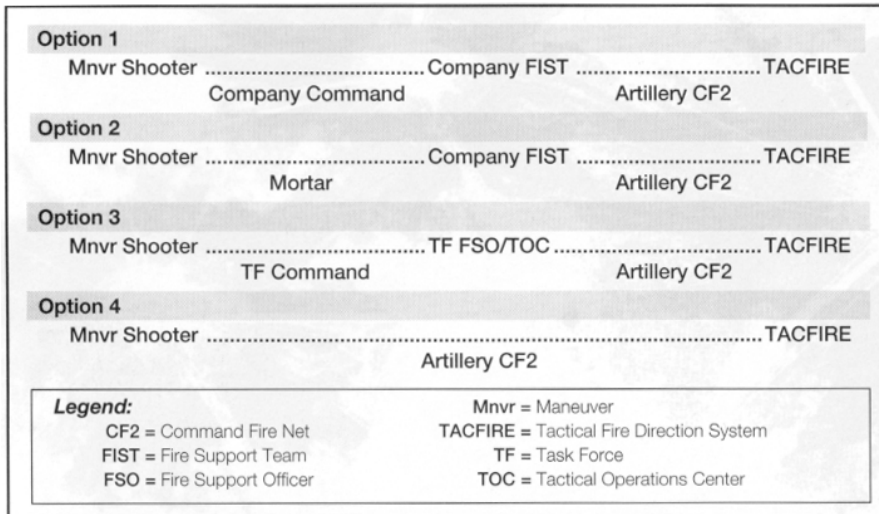 Option 1
Mnvr Shooter ................................Company FIST ...........................TACFIRE
Company Command Artillery CF2
Option 2
Mnvr Shooter ................................Company FIST ...........................TACFIRE
Mortar Artillery CF2
Option 3
Mnvr Shooter ................................TF FSO/TOC..............................TACFIRE
TF Command Artillery CF2
Option 4
Mnvr Shooter ..................................................................................TACFIRE
Artillery CF2
Legend:
CF2 = Command Fire Net
FIST = Fire Support Team
FSO = Fire Support Officer
Mnvr = Maneuver
TACFIRE = Tactical Fire Direction System
TF = Task Force
TOC = Tactical Operations Center